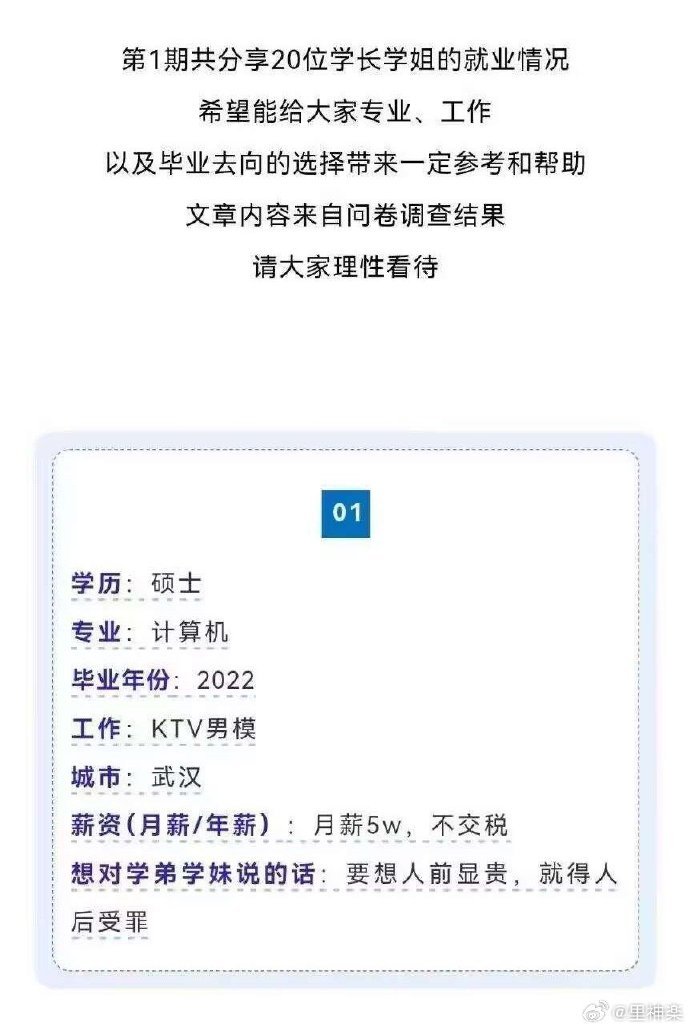 第1期共分享20位学长学姐的就业情况
希望能给大家专业、工作
以及毕业去向的选择带来一定参考和帮助
文章内容来自问卷调查结果
请大家理性看待
01
学历：硕士
专业：计算机
毕业年份：2022
工作：KTV男模
城市：武汉
薪资(月薪/年薪）：月薪5w，不交税
想对学弟学妹说的话：要想人前显贵，就得人
后受罪
@里神楽